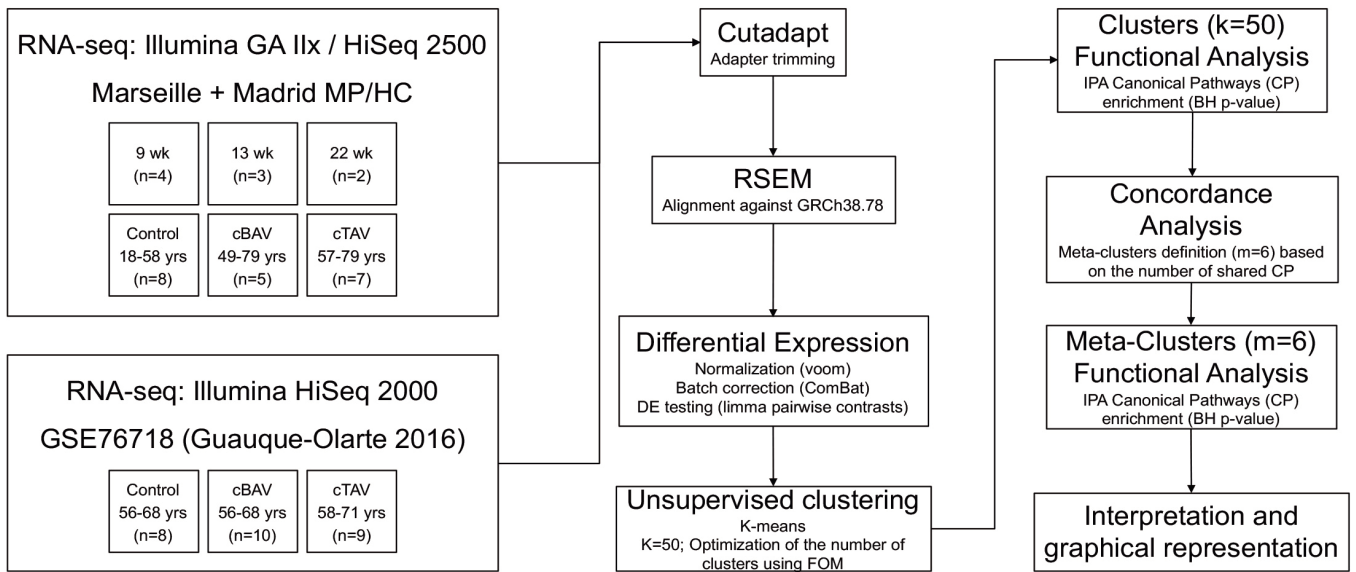 RNA-seq: Illumina GA IIx / HiSeq 2500
Marseille + Madrid MP/HC
9 wk
(n=4)
13 wk
(n=3)
22 wk
(n=2)
Control
18-58 yrs
(n=8)
cBAV
49-79 yrs
(n=5)
cTAV
57-79 yrs
(n=7)
RNA-seq: Illumina HiSeq 2000
GSE76718 (Guauque-Olarte 2016)
Control
56-68 yrs
(n=8)
cBAV
56-68 yrs
(n=10)
cTAV
58-71 yrs
(n=9)
Cutadapt
Adapter trimming
RSEM
Alignment against GRCh38.78
Differential Expression
Normalization (voom)
Batch correction (ComBat)
DE testing (limma pairwise contrasts)
Unsupervised clustering
K-means
K=50; Optimization of the number of
clusters using FOM
Clusters (k=50)
Functional Analysis
IPA Canonical Pathways (CP)
enrichment (BH p-value)
Concordance
Analysis
Meta-clusters definition (m=6) based
on the number of shared CP
Meta-Clusters (m=6)
Functional Analysis
IPA Canonical Pathways (CP)
enrichment (BH p-value)
Interpretation and
graphical representation